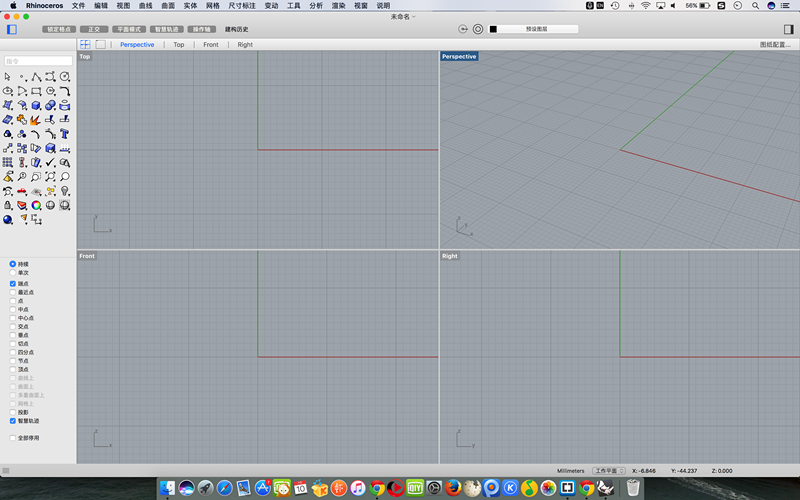 Rhinoceros 文件 编辑 视图 曲线 曲面 实体 网格 尺寸标注 变动 工具 分析 渲染 视窗 说明 56%
未命名
锁定格点 正交 平面模式 智慧轨迹 操作轴 建构历史 预设图层
Perspective Top Front Right 图纸配置...
指令
Top
Perspective
Front
Right
持续
单次
端点
最近点
点
中点
中心点
交点
垂点
切点
四分点
节点
顶点
曲线上
曲面上
多重曲面上
网格上
投影
智慧轨迹
全部停用
Millimeters 工作平面 X: -6.846 Y: -44.237 Z: 0.000